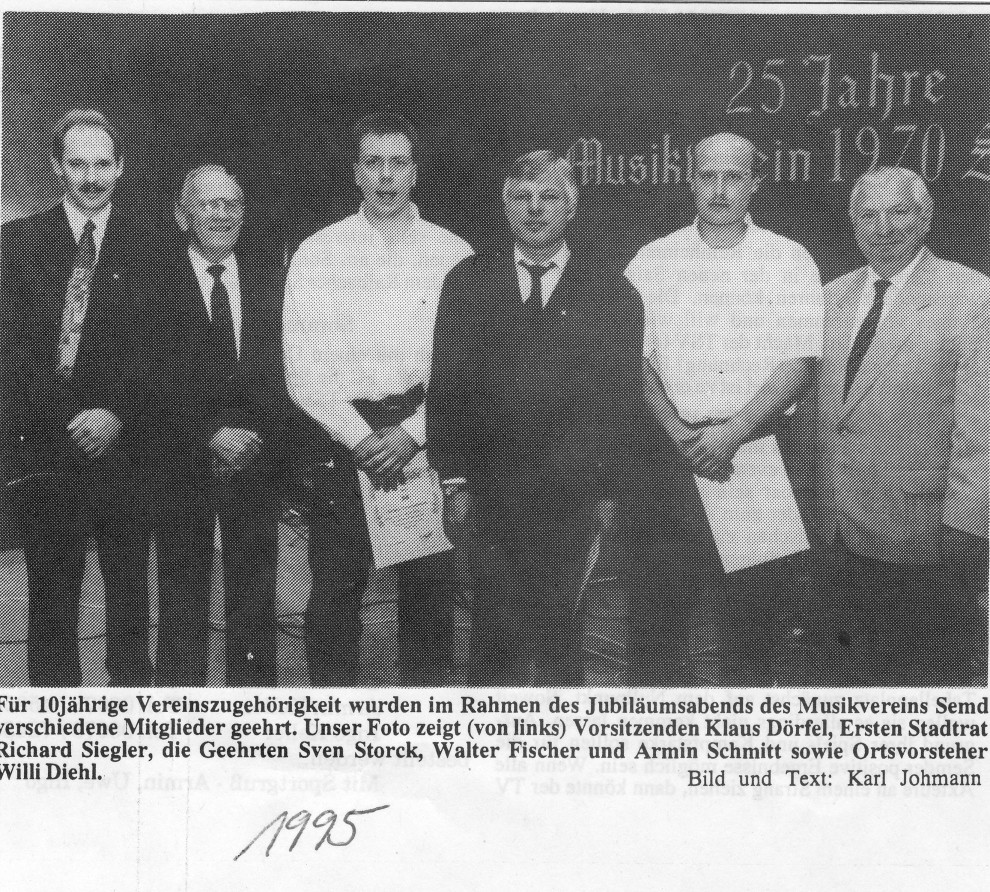 25 Jahre
Musikv ein 1970 S
Für 10jährige Vereinszugehörigkeit wurden im Rahmen des Jubiläumsabends des Musikvereins Semd
verschiedene Mitglieder geehrt. Unser Foto zeigt (von links) Vorsitzenden Klaus Dörfel, Ersten Stadtrat
Richard Siegler, die Geehrten Sven Storck, Walter Fischer und Armin Schmitt sowie Ortsvorsteher
Willi Diehl.
Bild und Text: Karl Johmann
1995